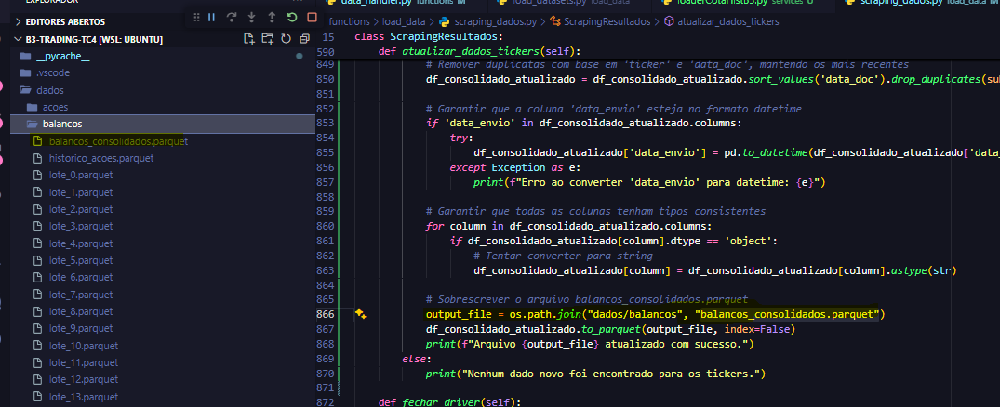 EXPLORADOR
EDITORES ABERTOS
B3-TRADING-TC4 [WSL: UBUNTU]
__pycache__
.vscode
dados
acoes
balancos
balancos_consolidados.parquet
historico_acoes.parquet
lote_0.parquet
lote_1.parquet
lote_2.parquet
lote_3.parquet
lote_4.parquet
lote_5.parquet
lote_6.parquet
lote_7.parquet
lote_8.parquet
lote_9.parquet
lote_10.parquet
lote_11.parquet
lote_12.parquet
lote_13.parquet
data_handler.py functions M
load_datasets.py load_data
loaderCotahist65.py services U
scraping_dados.py load_data
functions > load_data > scraping_dados.py > ScrapingResultados > atualizar_dados_tickers
15 class ScrapingResultados:
590 def atualizar_dados_tickers(self):
849 # Remover duplicatas com base em 'ticker' e 'data_doc', mantendo os mais recentes
850 df_consolidado_atualizado = df_consolidado_atualizado.sort_values('data_doc').drop_duplicates(su
851
852 # Garantir que a coluna 'data_envio' esteja no formato datetime
853 if 'data_envio' in df_consolidado_atualizado.columns:
854 try:
855 df_consolidado_atualizado['data_envio'] = pd.to_datetime(df_consolidado_atualizado['data_
856 except Exception as e:
857 print(f"Erro ao converter 'data_envio' para datetime: {e}")
858
859 # Garantir que todas as colunas tenham tipos consistentes
860 for column in df_consolidado_atualizado.columns:
861 if df_consolidado_atualizado[column].dtype == 'object':
862 # Tentar converter para string
863 df_consolidado_atualizado[column] = df_consolidado_atualizado[column].astype(str)
864
865 # Sobrescrever o arquivo balancos_consolidados.parquet
866 output_file = os.path.join("dados/balancos", "balancos_consolidados.parquet")
867 df_consolidado_atualizado.to_parquet(output_file, index=False)
868 print(f"Arquivo {output_file} atualizado com sucesso.")
869 else:
870 print("Nenhum dado novo foi encontrado para os tickers.")
871
872 def fechar_driver(self):